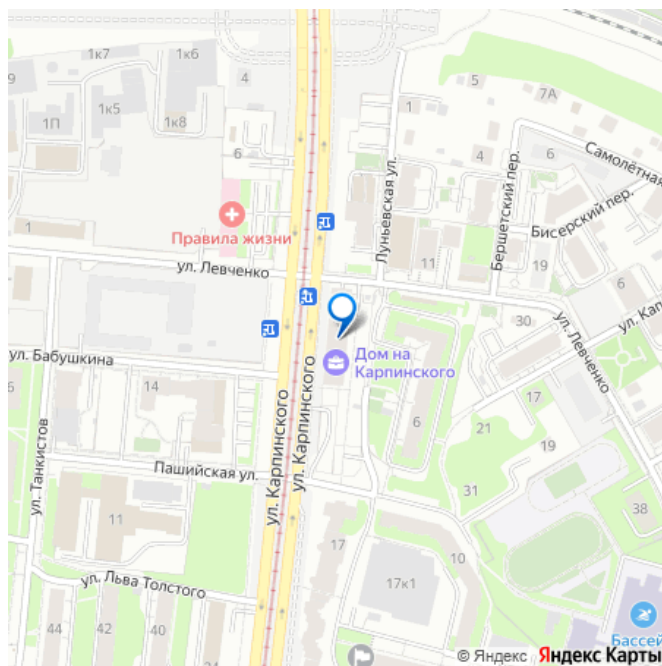 1к7
1к6
9
4
5
7А
1к5
1
1П
1к8
6
4
6
Самолётная
Луньевская ул.
Бершетский пер.
Бисерский пер.
1
Правила жизни
ул. Левченко
11
19
6
30
ул. Кап
ул. Левченко
ул. Бабушкина
Дом на
Карпинского
6
14
17
ул. Карпинского
ул. Карпинского
6
21
19
ул. Танкистов
Пашийская ул.
31
11
38
17
10
17к1
ул. Льва Толстого
44
42
40
Бассей
© Яндекс Яндекс Карты